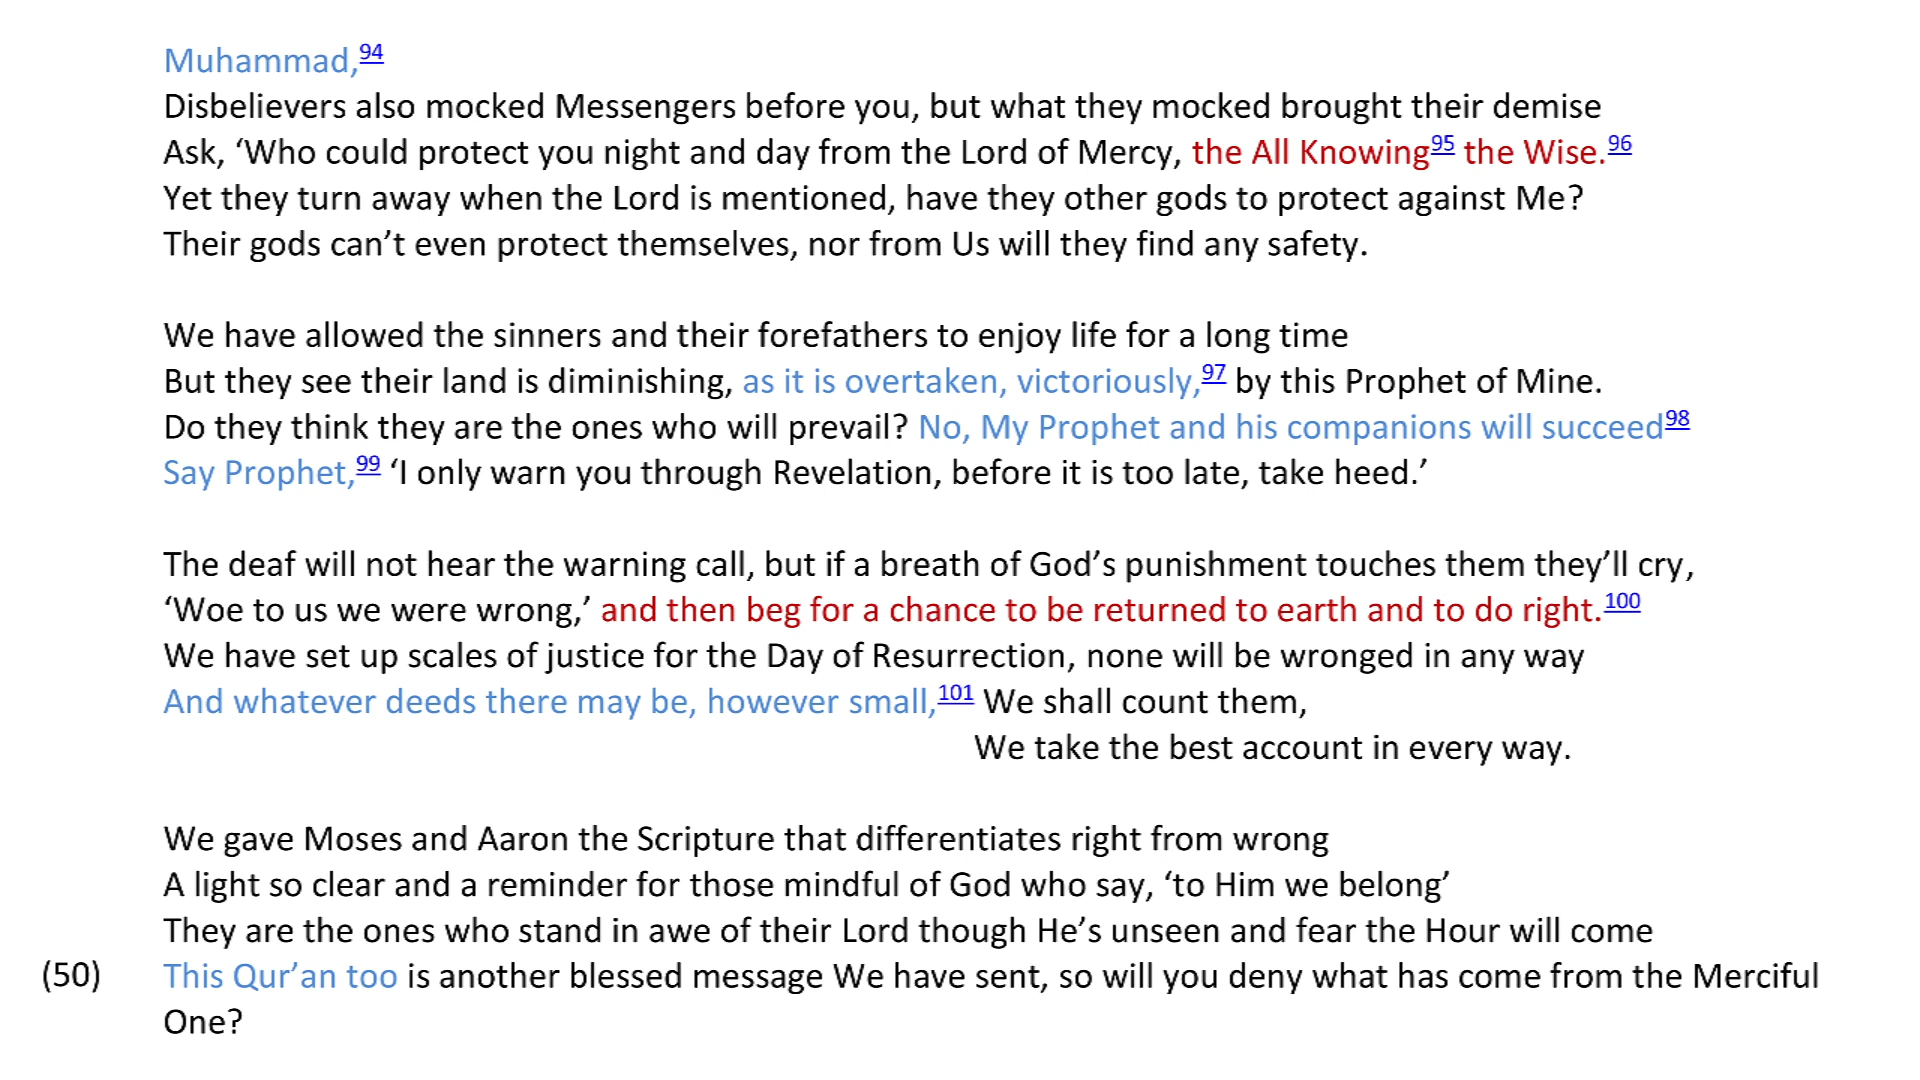 Muhammad,94
Disbelievers also mocked Messengers before you, but what they mocked brought their demise
Ask, ‘Who could protect you night and day from the Lord of Mercy, the All Knowing95 the Wise.96
Yet they turn away when the Lord is mentioned, have they other gods to protect against Me?
Their gods can’t even protect themselves, nor from Us will they find any safety.
We have allowed the sinners and their forefathers to enjoy life for a long time
But they see their land is diminishing, as it is overtaken, victoriously,97 by this Prophet of Mine.
Do they think they are the ones who will prevail? No, My Prophet and his companions will succeed98
Say Prophet,99 ‘I only warn you through Revelation, before it is too late, take heed.’
The deaf will not hear the warning call, but if a breath of God’s punishment touches them they’ll cry,
‘Woe to us we were wrong,’ and then beg for a chance to be returned to earth and to do right.100
We have set up scales of justice for the Day of Resurrection, none will be wronged in any way
And whatever deeds there may be, however small,101 We shall count them,
We take the best account in every way.
We gave Moses and Aaron the Scripture that differentiates right from wrong
A light so clear and a reminder for those mindful of God who say, ‘to Him we belong’
They are the ones who stand in awe of their Lord though He’s unseen and fear the Hour will come
(50) This Qur’an too is another blessed message We have sent, so will you deny what has come from the Merciful
One?